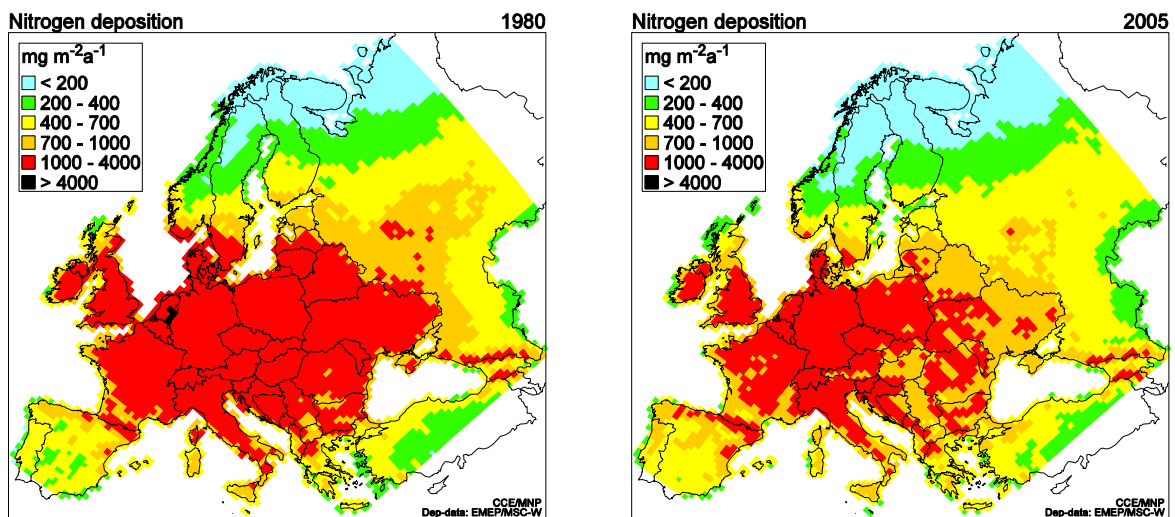 Nitrogen deposition 1980
mg m-2a-1
< 200
200 - 400
400 - 700
700 - 1000
1000 - 4000
> 4000
CCE/MNP
Dep-data: EMEP/MSC-W
Nitrogen deposition 2005
mg m-2a-1
< 200
200 - 400
400 - 700
700 - 1000
1000 - 4000
> 4000
CCE/MNP
Dep-data: EMEP/MSC-W